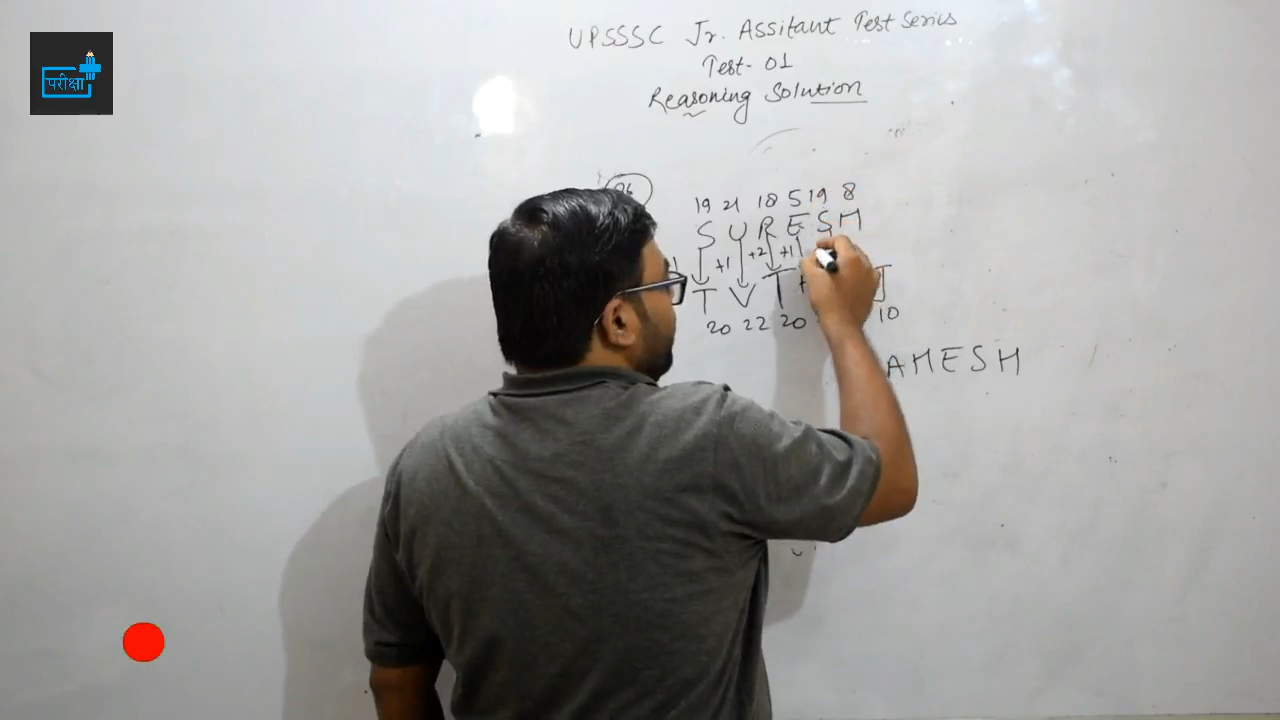 परीक्षा
UPSSSC Jr. Assitant Test Series
Test- 01
Reasoning Solution
19 21 18 5 19 8
S U R E S H
+1 +2 +1
T V T J
20 22 20 10
AMESH